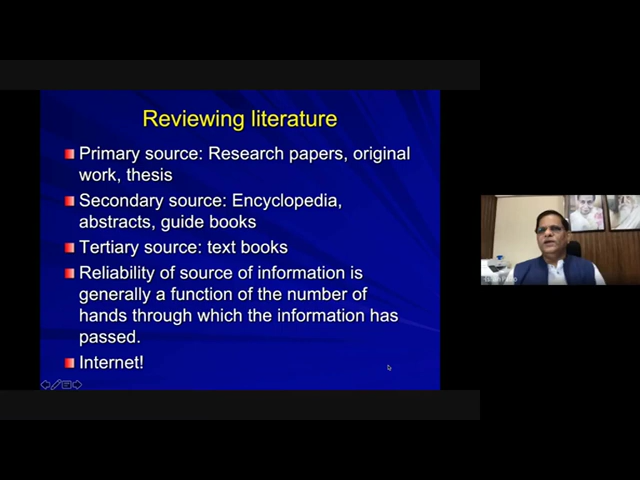 Reviewing literature
Primary source: Research papers, original
work, thesis
Secondary source: Encyclopedia,
abstracts, guide books
Tertiary source: text books
Reliability of source of information is
generally a function of the number of
hands through which the information has
passed.
Internet!